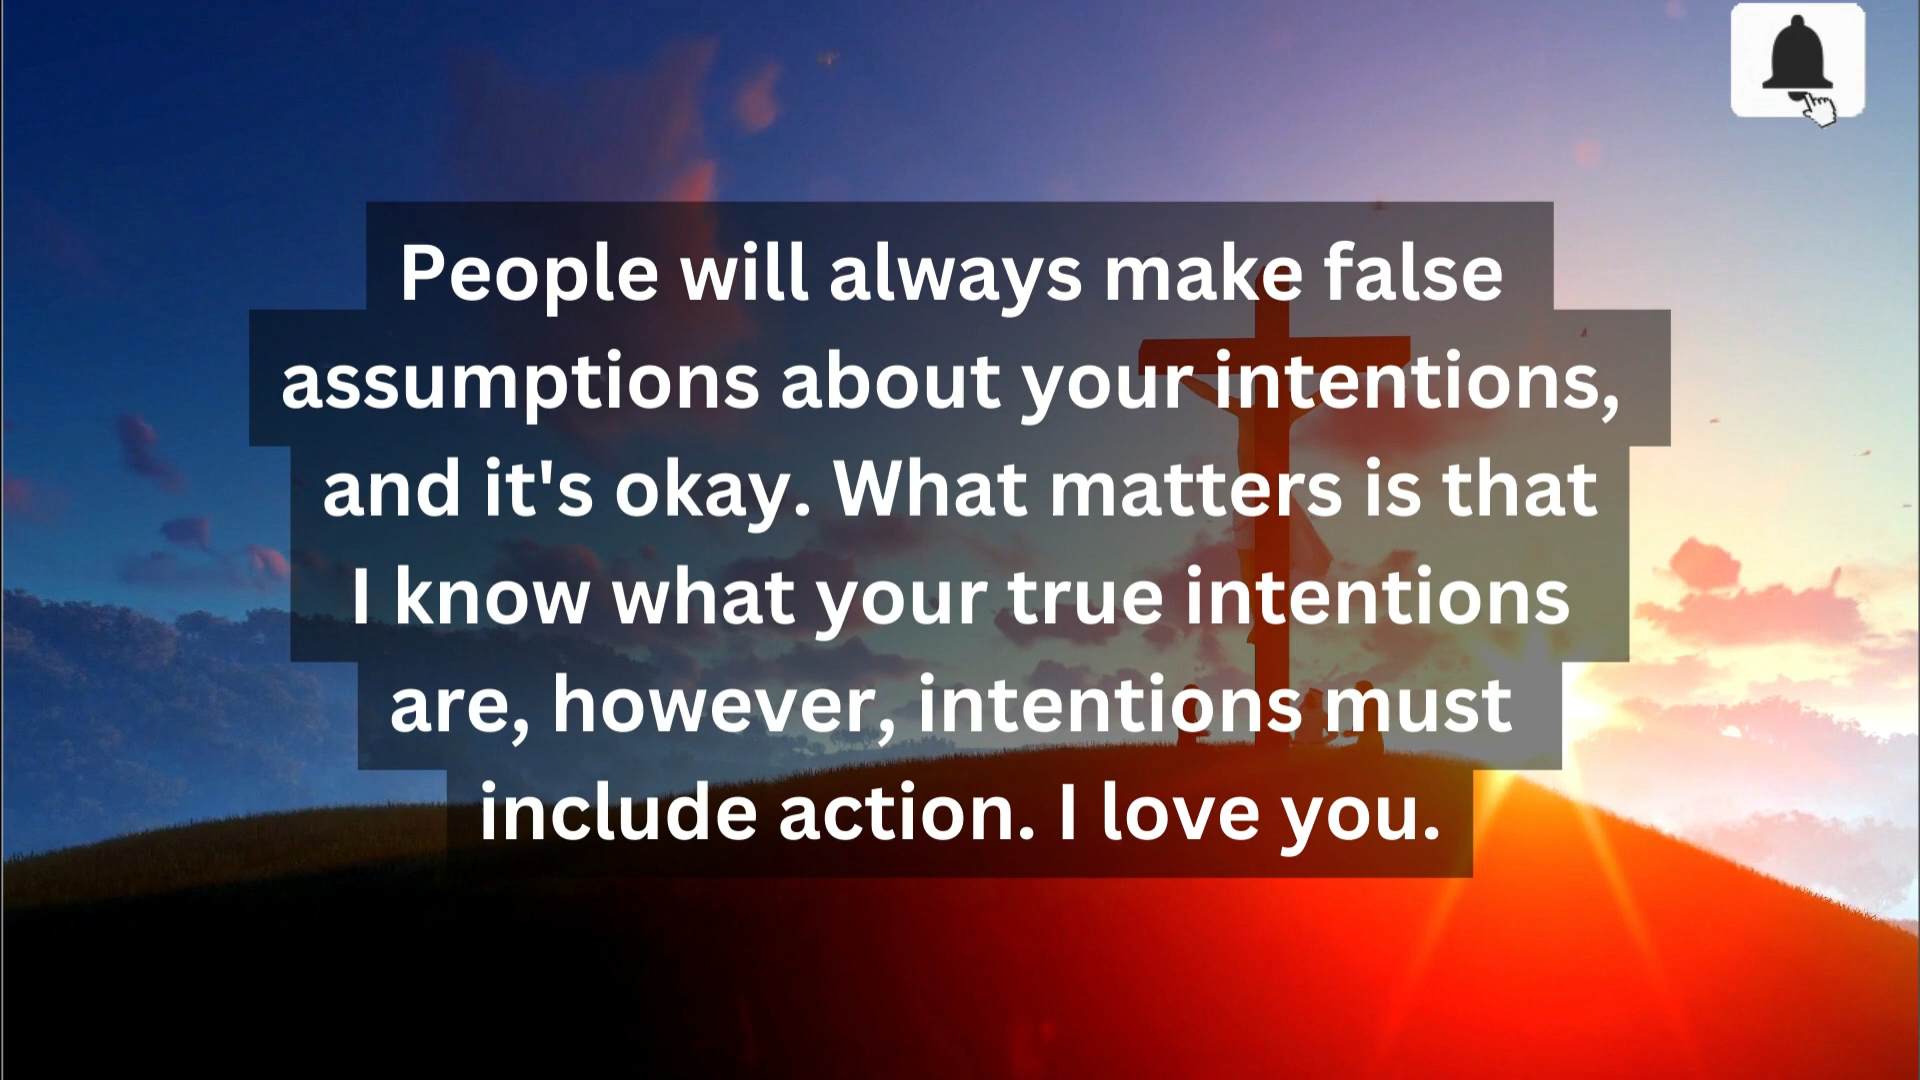 People will always make false
assumptions about your intentions,
and it's okay. What matters is that
I know what your true intentions
are, however, intentions must
include action. I love you.